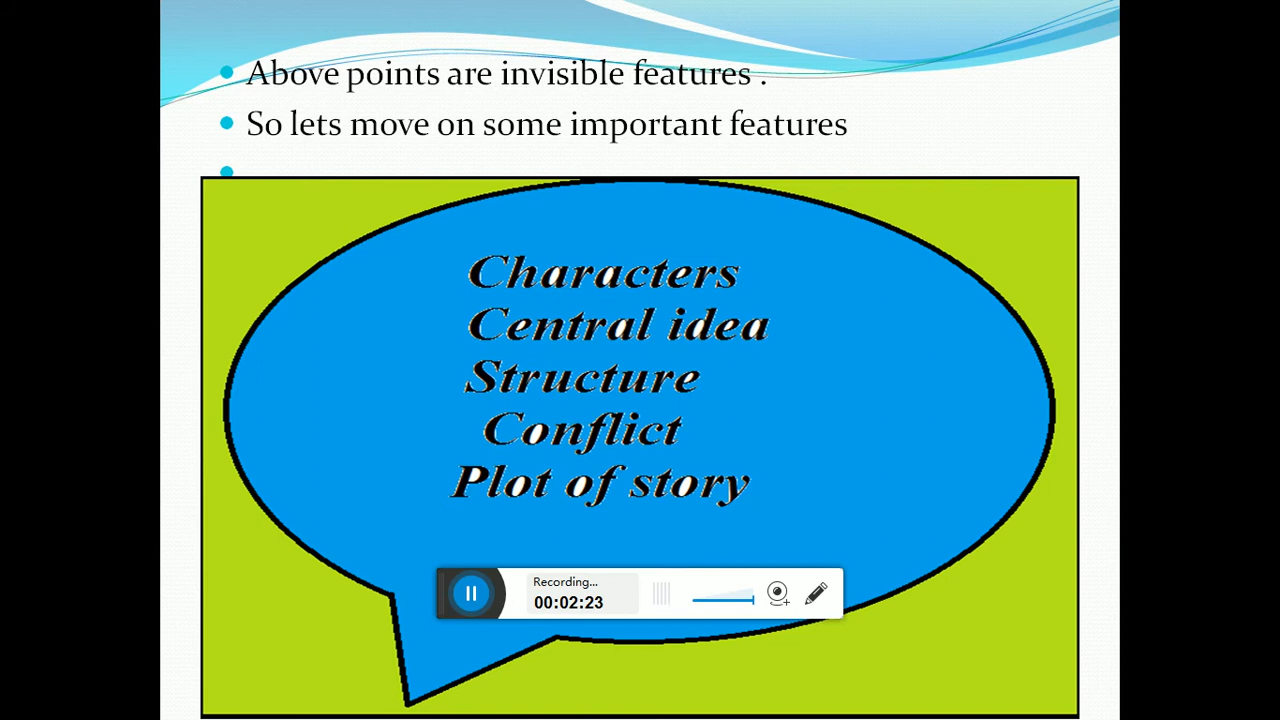 Above points are invisible features .
So lets move on some important features
Characters
Central idea
Structure
Conflict
Plot of story
Recording...
00:02:23